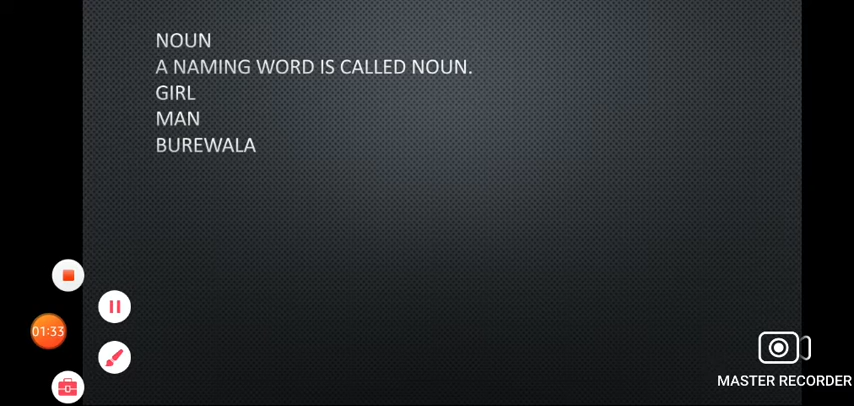 NOUN
A NAMING WORD IS CALLED NOUN.
GIRL
MAN
BUREWALA
01:33
MASTER RECORDER